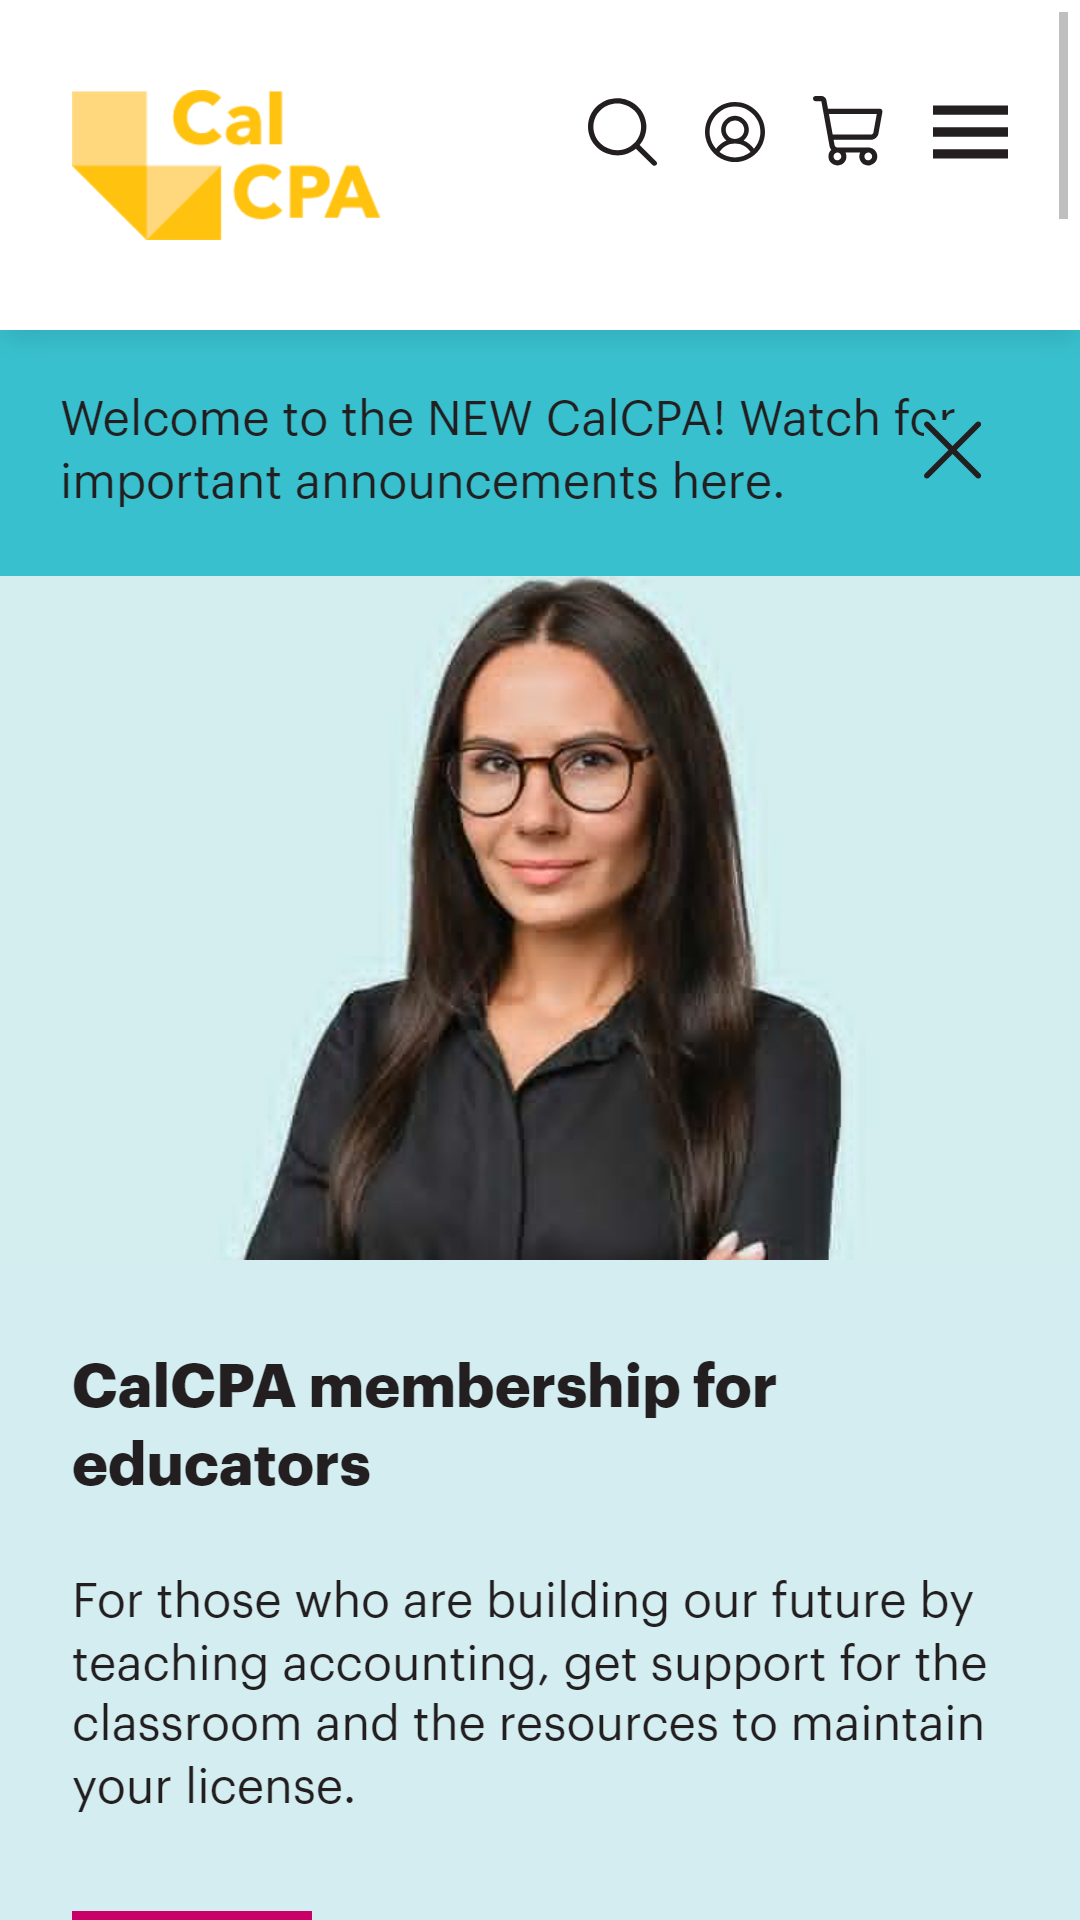 Cal
CPA
Welcome to the NEW CalCPA! Watch for
important announcements here.
CalCPA membership for
educators
For those who are building our future by
teaching accounting, get support for the
classroom and the resources to maintain
your license.